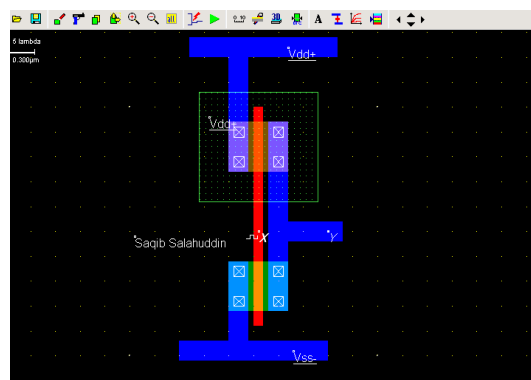 5 lambda
0.300µm
Vdd+
Vdd+
X
Y
Saqib Salahuddin
Vss-